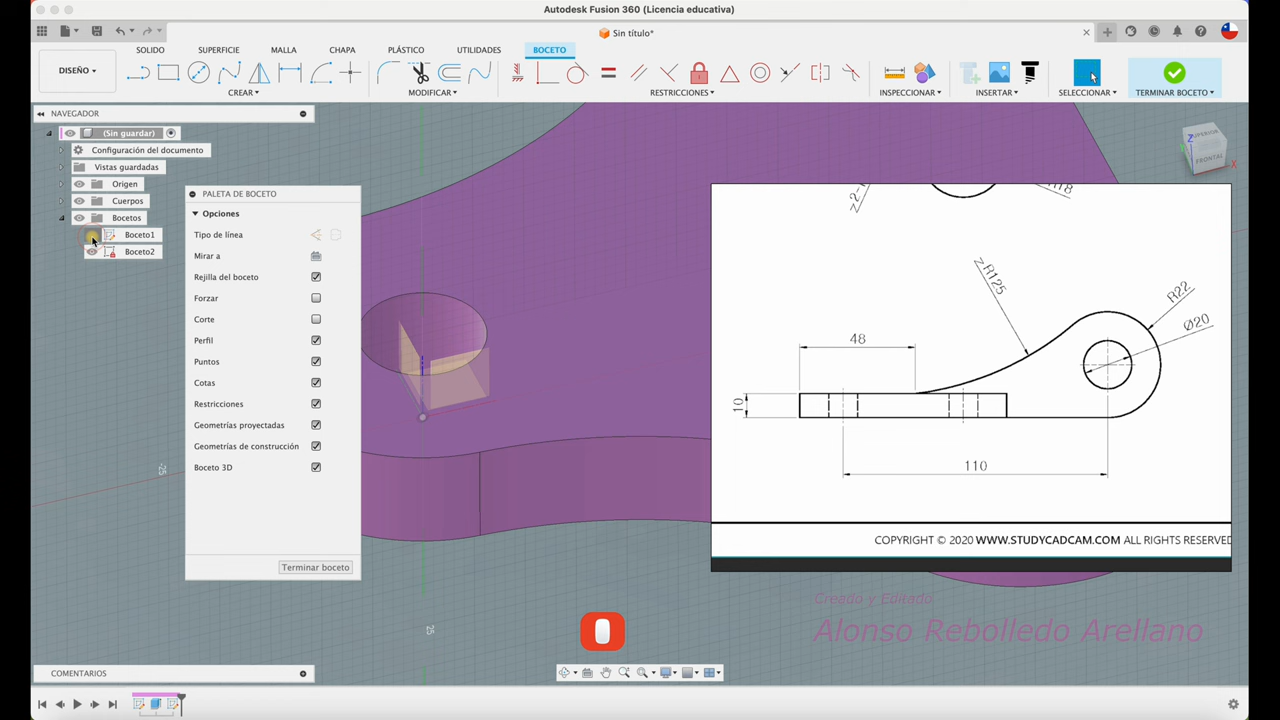 Autodesk Fusion 360 (Licencia educativa)
Sin título*
SÓLIDO SUPERFICIE MALLA CHAPA PLÁSTICO UTILIDADES BOCETO
DISEÑO
CREAR MODIFICAR RESTRICCIONES INSPECCIONAR INSERTAR SELECCIONAR TERMINAR BOCETO
NAVEGADOR
(Sin guardar)
Configuración del documento
Vistas guardadas
Origen
Cuerpos
Bocetos
Boceto1
Boceto2
PALETA DE BOCETO
Opciones
Tipo de línea
Mirar a
Rejilla del boceto
Forzar
Corte
Perfil
Puntos
Cotas
Restricciones
Geometrías proyectadas
Geometrías de construcción
Boceto 3D
Terminar boceto
-25
25
SUPERIOR
FRONTAL
Z
X
R18
R125
R22
Ø20
48
10
110
COPYRIGHT © 2020 WWW.STUDYCADCAM.COM ALL RIGHTS RESERVED
Creado y Editado
Alonso Rebolledo Arellano
COMENTARIOS